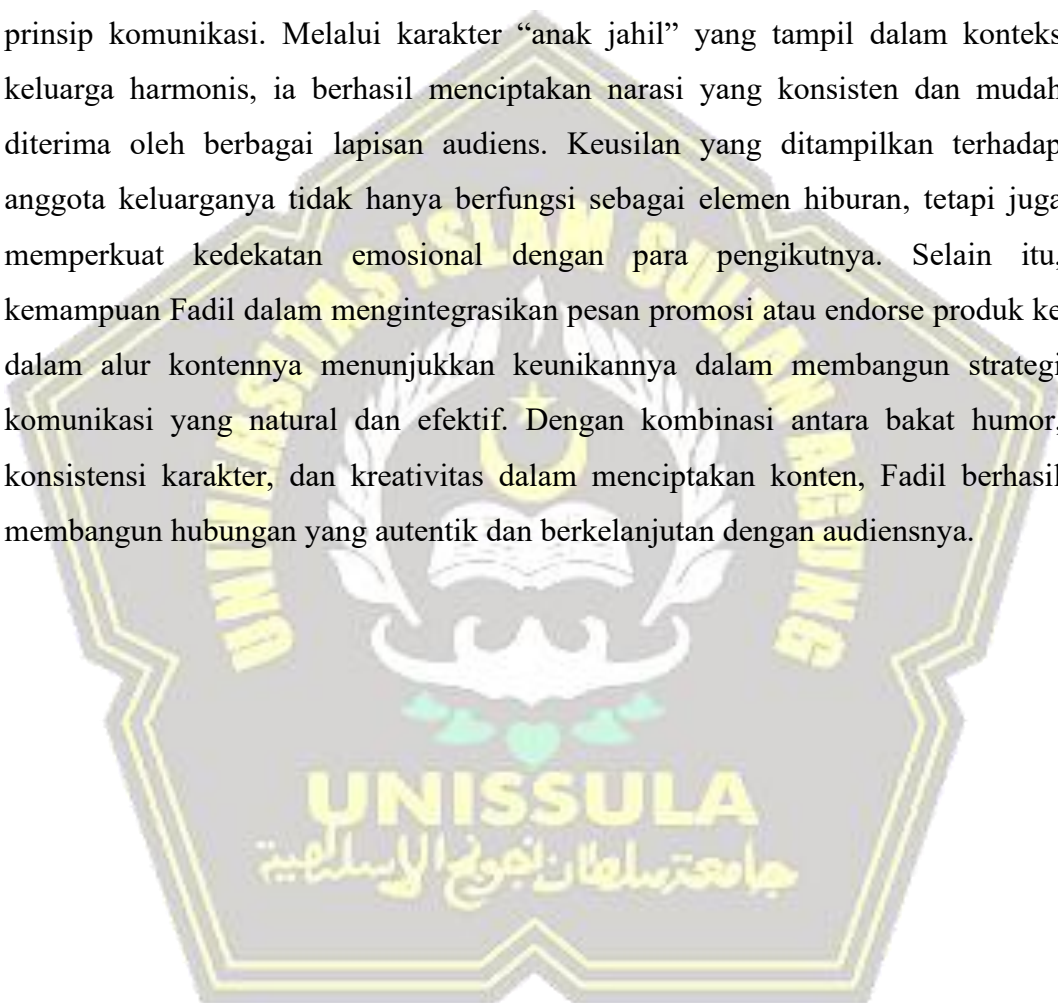 prinsip komunikasi. Melalui karakter “anak jahil” yang tampil dalam konteks
keluarga harmonis, ia berhasil menciptakan narasi yang konsisten dan mudah
diterima oleh berbagai lapisan audiens. Keusilan yang ditampilkan terhadap
anggota keluarganya tidak hanya berfungsi sebagai elemen hiburan, tetapi juga
memperkuat kedekatan emosional dengan para pengikutnya. Selain itu,
kemampuan Fadil dalam mengintegrasikan pesan promosi atau endorse produk ke
dalam alur kontennya menunjukkan keunikannya dalam membangun strategi
komunikasi yang natural dan efektif. Dengan kombinasi antara bakat humor,
konsistensi karakter, dan kreativitas dalam menciptakan konten, Fadil berhasil
membangun hubungan yang autentik dan berkelanjutan dengan audiensnya.
UNIVERSITAS ISLAM SULTAN AGUNG
UNISSULA
جامعة سلطان أجونج الإسلامية